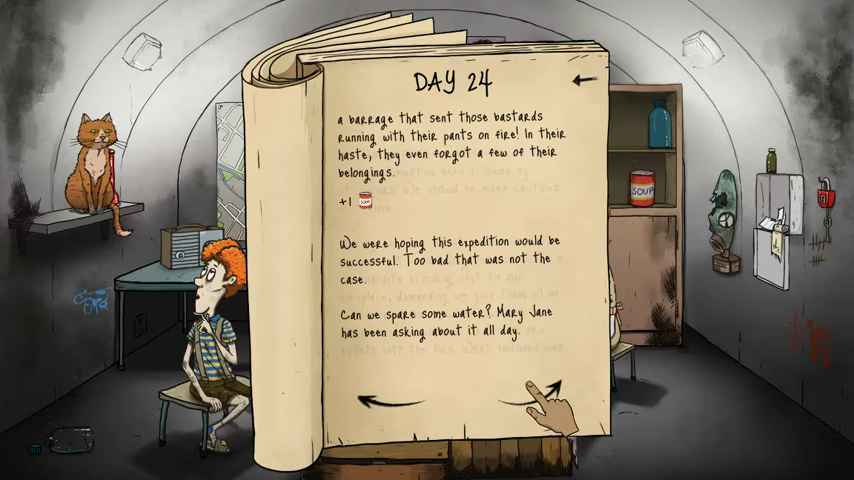 DAY 24
a barrage that sent those bastards
running with their pants on fire! In their
haste, they even forgot a few of their
belongings.
+1
SOUP
We were hoping this expedition would be
successful. Too bad that was not the
case.
Can we spare some water? Mary Jane
has been asking about it all day.
SOUP